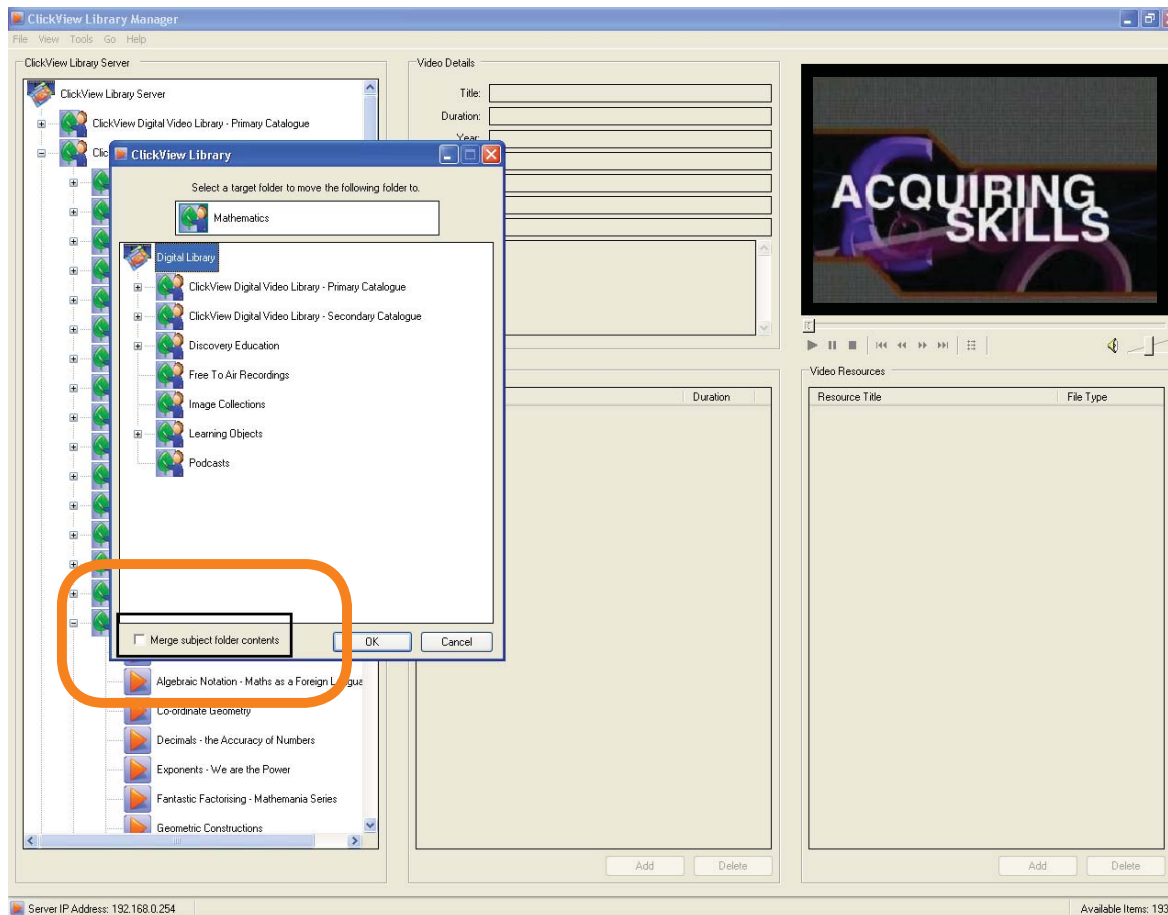 ClickView Library Manager
File View Tools Go Help
ClickView Library Server
ClickView Library Server
ClickView Digital Video Library - Primary Catalogue
Clic
Algebraic Notation - Maths as a Foreign Langua
Co-ordinate Geometry
Decimals - the Accuracy of Numbers
Exponents - We are the Power
Fantastic Factorising - Mathemania Series
Geometric Constructions
ClickView Library
Select a target folder to move the following folder to.
Mathematics
Digital Library
ClickView Digital Video Library - Primary Catalogue
ClickView Digital Video Library - Secondary Catalogue
Discovery Education
Free To Air Recordings
Image Collections
Learning Objects
Podcasts
Merge subject folder contents
OK Cancel
Video Details
Title:
Duration:
Year:
Duration
Add Delete
ACQUIRING
SKILLS
Video Resources
Resource Title File Type
Add Delete
Server IP Address: 192.168.0.254
Available Items: 193